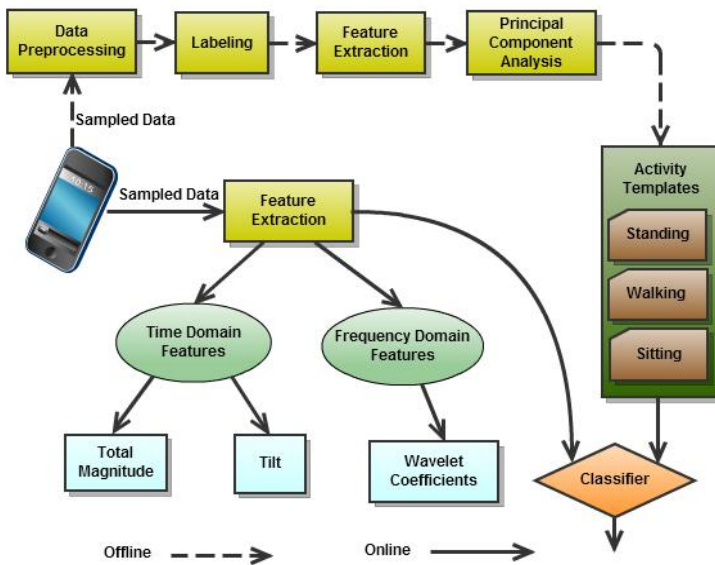 Data
Preprocessing
Labeling
Feature
Extraction
Principal
Component
Analysis
Sampled Data
10:15
Sampled Data
Feature
Extraction
Activity
Templates
Standing
Walking
Sitting
Time Domain
Features
Frequency Domain
Features
Total
Magnitude
Tilt
Wavelet
Coefficients
Classifier
Offline
Online